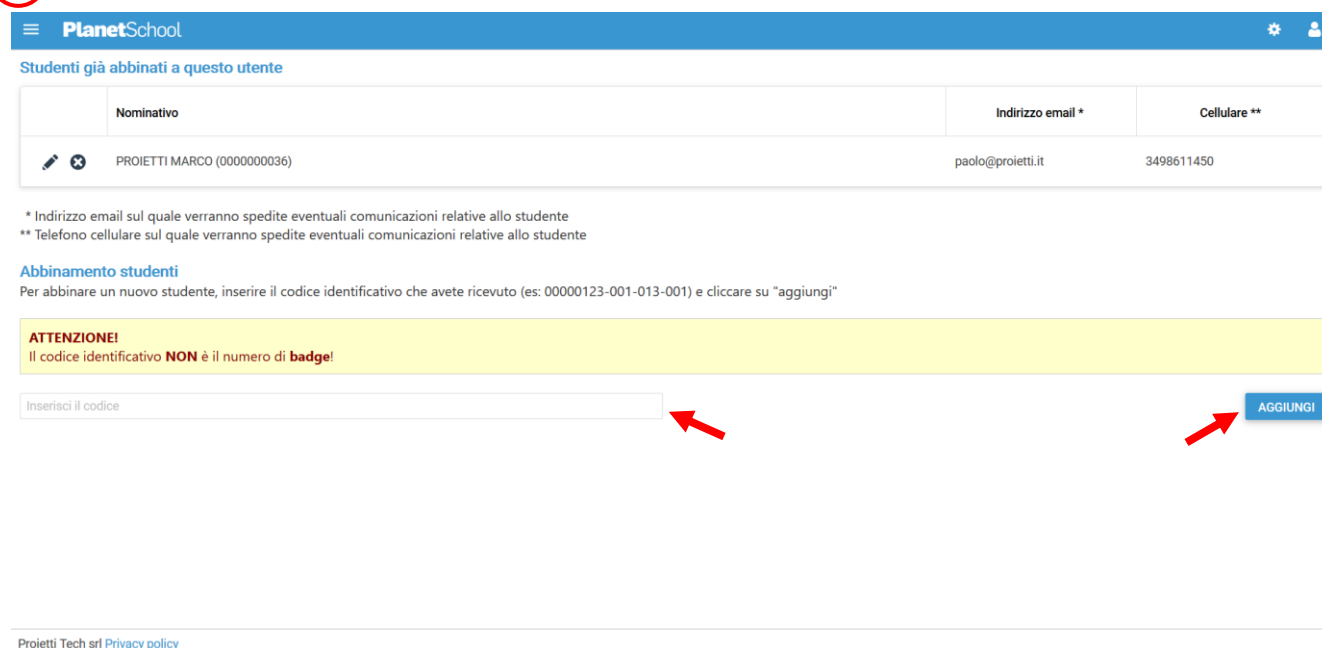 PlanetSchool
Studenti già abbinati a questo utente
Nominativo Indirizzo email * Cellulare **
PROIETTI MARCO (0000000036) paolo@proietti.it 3498611450
* Indirizzo email sul quale verranno spedite eventuali comunicazioni relative allo studente
** Telefono cellulare sul quale verranno spedite eventuali comunicazioni relative allo studente
Abbinamento studenti
Per abbinare un nuovo studente, inserire il codice identificativo che avete ricevuto (es: 00000123-001-013-001) e cliccare su "aggiungi"
ATTENZIONE!
Il codice identificativo NON è il numero di badge!
Inserisci il codice AGGIUNGI
Proietti Tech srl Privacy policy